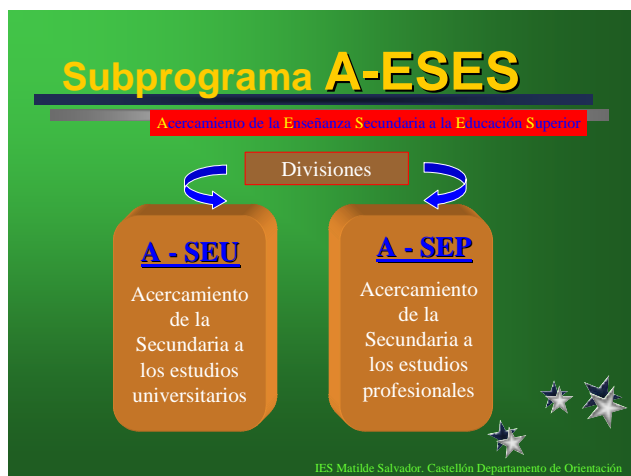 Subprograma A-ESES
Acercamiento de la Enseñanza Secundaria a la Educación Superior
Divisiones
A - SEU
Acercamiento
de la
Secundaria a
los estudios
universitarios
A - SEP
Acercamiento
de la
Secundaria a
los estudios
profesionales
IES Matilde Salvador. Castellón Departamento de Orientación